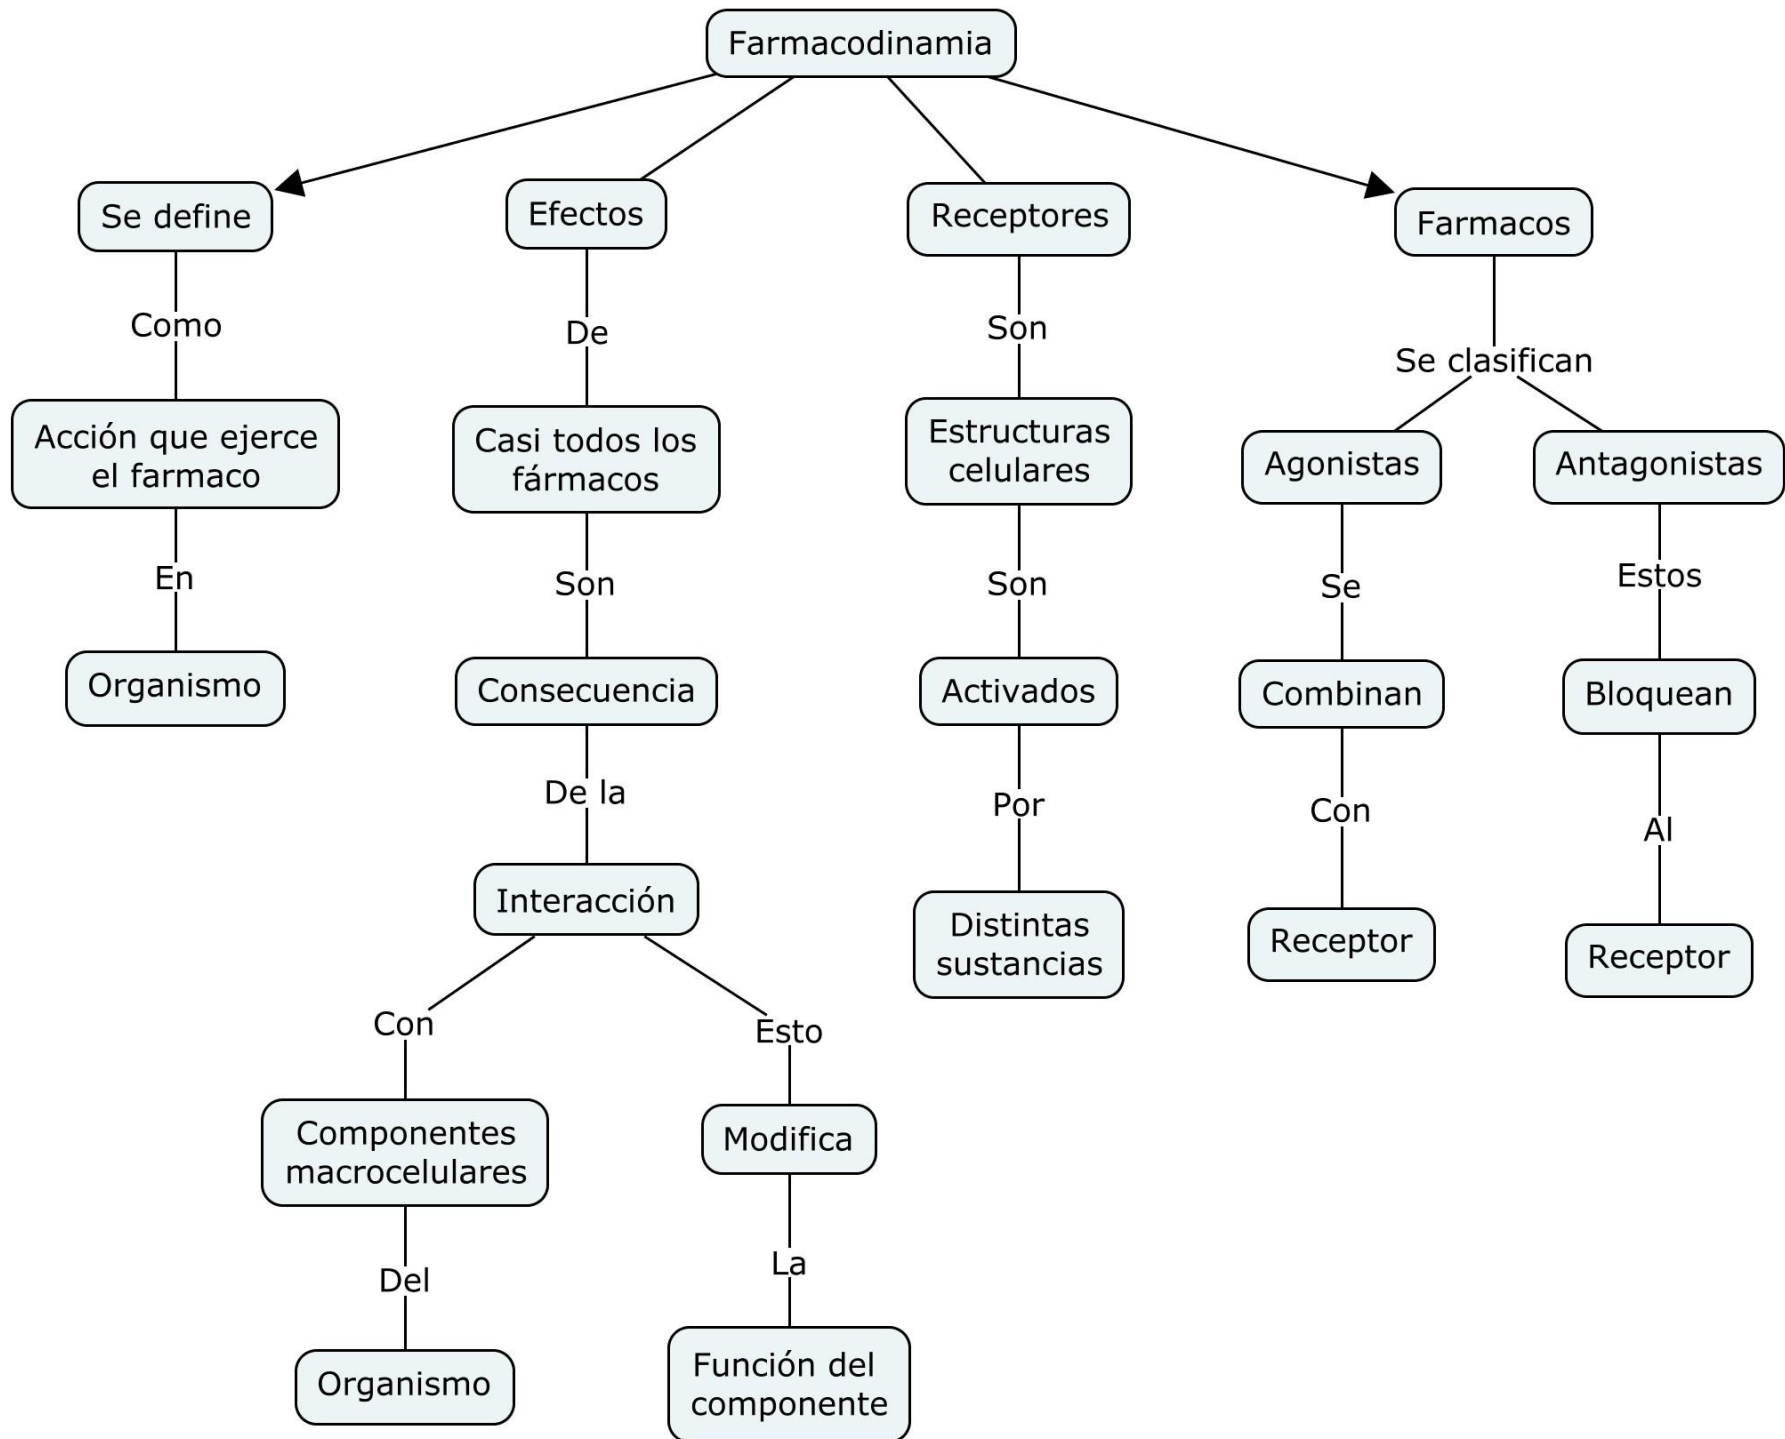 Farmacodinamia
Se define
Como
Acción que ejerce
el farmaco
En
Organismo
Efectos
De
Casi todos los
fármacos
Son
Consecuencia
De la
Interacción
Con
Componentes
macrocelulares
Del
Organismo
Esto
Modifica
La
Función del
componente
Receptores
Son
Estructuras
celulares
Son
Activados
Por
Distintas
sustancias
Farmacos
Se clasifican
Agonistas
Se
Combinan
Con
Receptor
Antagonistas
Estos
Bloquean
Al
Receptor